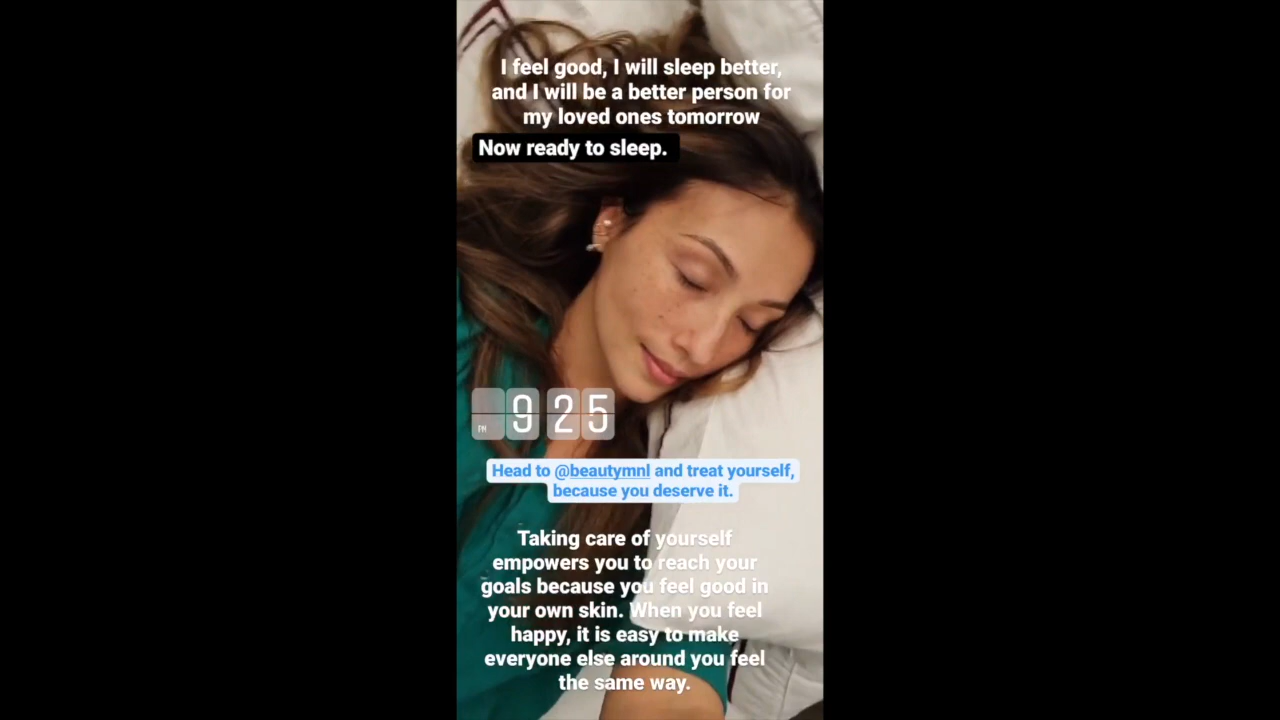 I feel good, I will sleep better,
and I will be a better person for
my loved ones tomorrow
Now ready to sleep.
PM 9 25
Head to @beautymnl and treat yourself,
because you deserve it.
Taking care of yourself
empowers you to reach your
goals because you feel good in
your own skin. When you feel
happy, it is easy to make
everyone else around you feel
the same way.